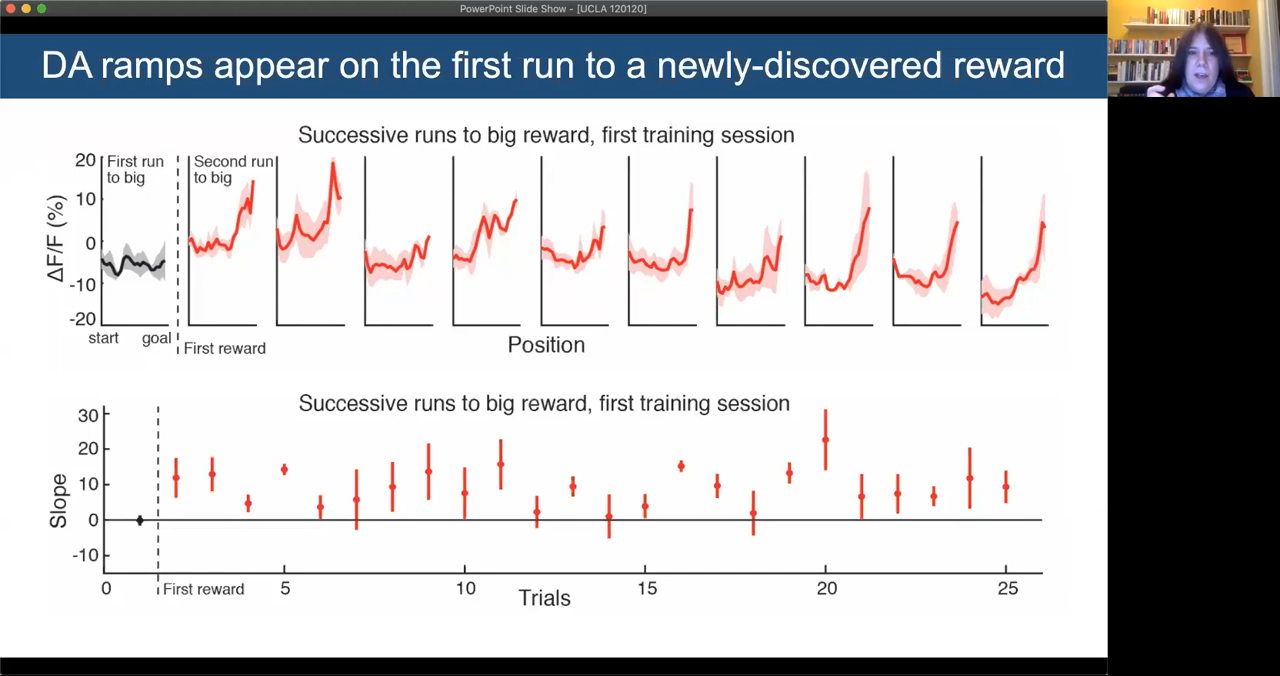 PowerPoint Slide Show - [UCLA 120120]
DA ramps appear on the first run to a newly-discovered reward
Successive runs to big reward, first training session
First run
to big
Second run
to big
ΔF/F (%)
20
10
0
-10
-20
start
goal
First reward
Position
Successive runs to big reward, first training session
Slope
30
20
10
0
-10
0
First reward
5
10
15
20
25
Trials